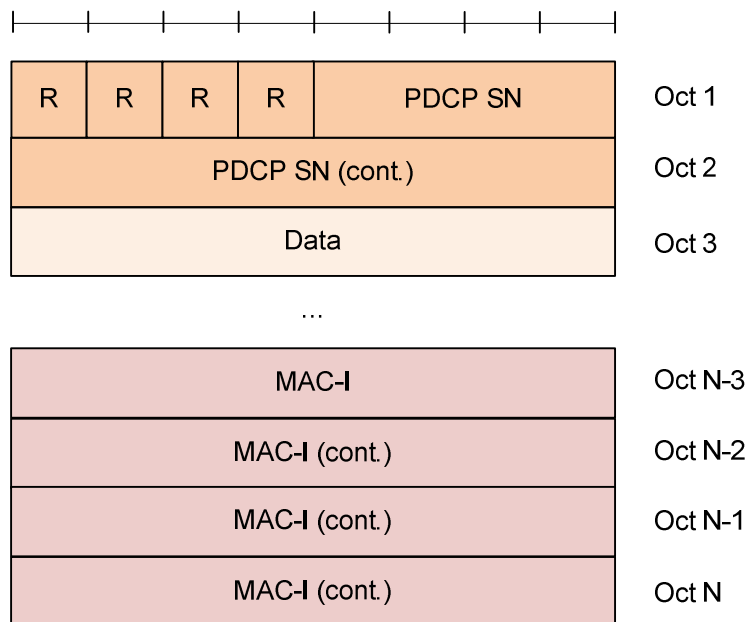 R R R R PDCP SN Oct 1
PDCP SN (cont.) Oct 2
Data Oct 3
...
MAC-I Oct N-3
MAC-I (cont.) Oct N-2
MAC-I (cont.) Oct N-1
MAC-I (cont.) Oct N